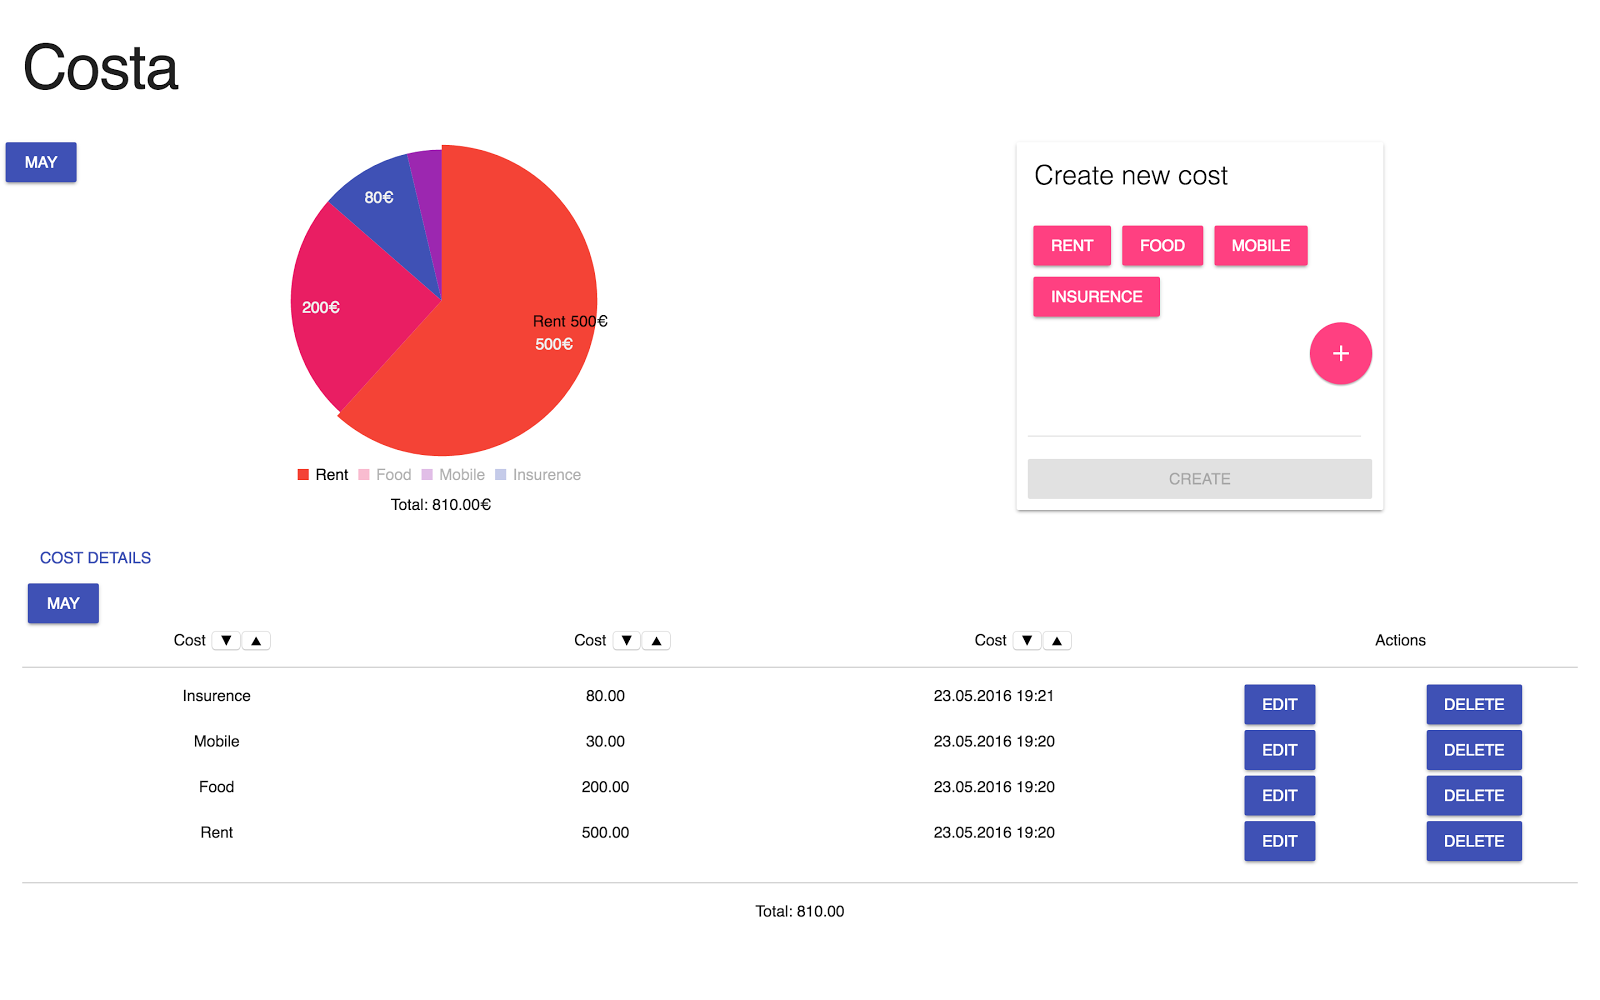 Costa
MAY
80€
200€
Rent 500€
500€
Rent Food Mobile Insurence
Total: 810.00€
Create new cost
RENT FOOD MOBILE
INSURENCE
+
CREATE
COST DETAILS
MAY
Cost ▼ ▲ Cost ▼ ▲ Cost ▼ ▲ Actions
Insurence 80.00 23.05.2016 19:21 EDIT DELETE
Mobile 30.00 23.05.2016 19:20 EDIT DELETE
Food 200.00 23.05.2016 19:20 EDIT DELETE
Rent 500.00 23.05.2016 19:20 EDIT DELETE
Total: 810.00